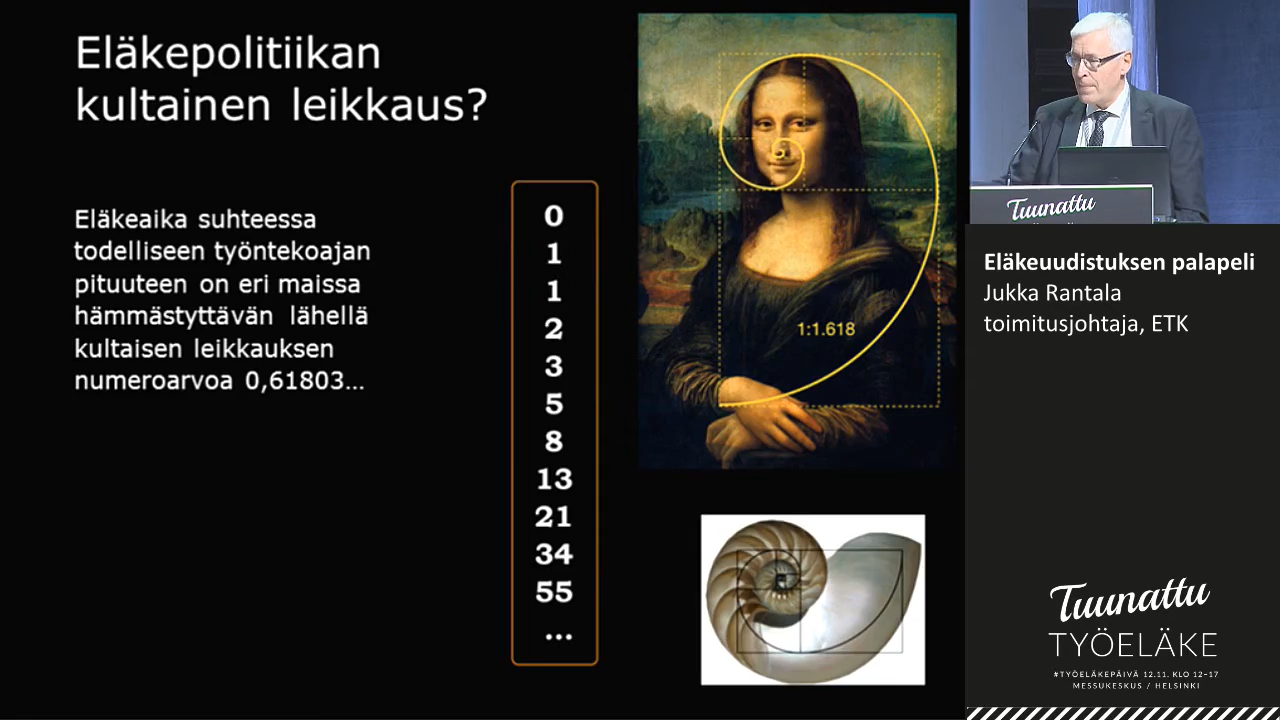 Eläkepolitiikan
kultainen leikkaus?
Eläkeaika suhteessa
todelliseen työntekoajan
pituuteen on eri maissa
hämmästyttävän lähellä
kultaisen leikkauksen
numeroarvoa 0,61803...
0
1
1
2
3
5
8
13
21
34
55
...
1:1.618
Tuunattu
Eläkeuudistuksen palapeli
Jukka Rantala
toimitusjohtaja, ETK
Tuunattu
TYÖELÄKE
#TYÖELÄKEPÄIVÄ 12.11. KLO 12-17
MESSUKESKUS / HELSINKI